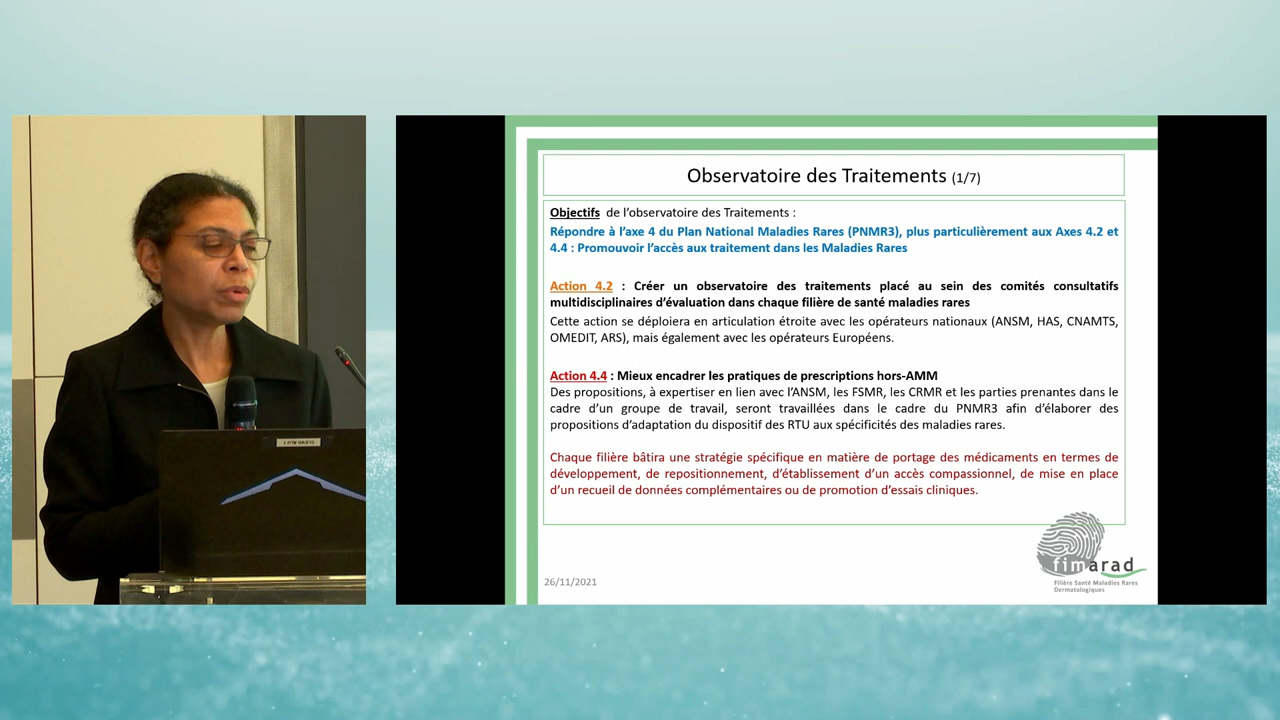 Observatoire des Traitements (1/7)
Objectifs de l'observatoire des Traitements :
Répondre à l'axe 4 du Plan National Maladies Rares (PNMR3), plus particulièrement aux Axes 4.2 et
4.4 : Promouvoir l'accès aux traitement dans les Maladies Rares
Action 4.2 : Créer un observatoire des traitements placé au sein des comités consultatifs
multidisciplinaires d'évaluation dans chaque filière de santé maladies rares
Cette action se déploiera en articulation étroite avec les opérateurs nationaux (ANSM, HAS, CNAMTS,
OMEDIT, ARS), mais également avec les opérateurs Européens.
Action 4.4 : Mieux encadrer les pratiques de prescriptions hors-AMM
Des propositions, à expertiser en lien avec l'ANSM, les FSMR, les CRMR et les parties prenantes dans le
cadre d'un groupe de travail, seront travaillées dans le cadre du PNMR3 afin d'élaborer des
propositions d'adaptation du dispositif des RTU aux spécificités des maladies rares.
Chaque filière bâtira une stratégie spécifique en matière de portage des médicaments en termes de
développement, de repositionnement, d'établissement d'un accès compassionnel, de mise en place
d'un recueil de données complémentaires ou de promotion d'essais cliniques.
26/11/2021
fimarad
Filière Santé Maladies Rares
Dermatologiques